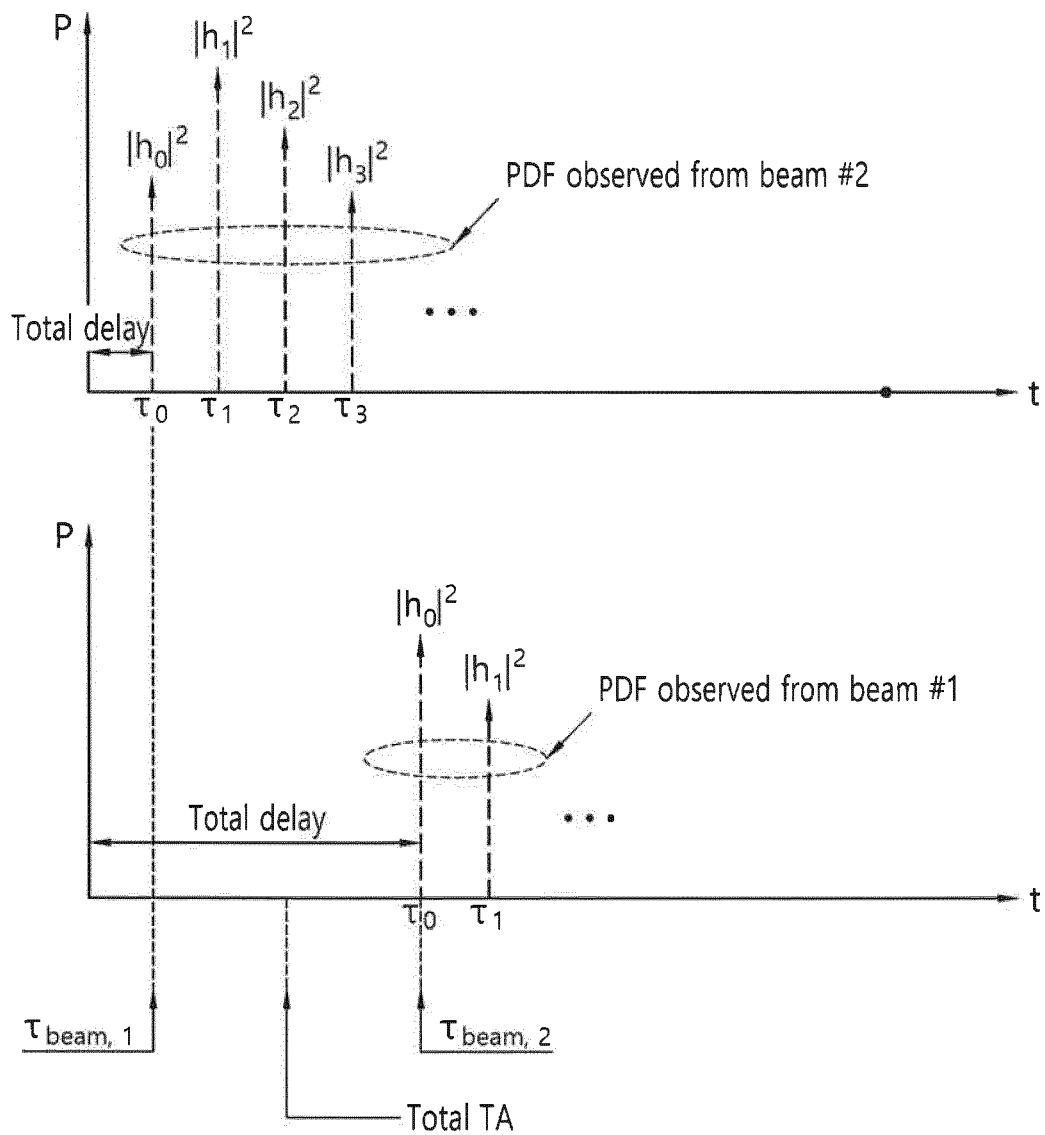 P
|h1|²
|h2|²
|h0|²
|h3|²
PDF observed from beam #2
Total delay
τ0 τ1 τ2 τ3
t
P
|h0|²
|h1|²
PDF observed from beam #1
Total delay
τ0 τ1
t
τbeam, 1
τbeam, 2
Total TA